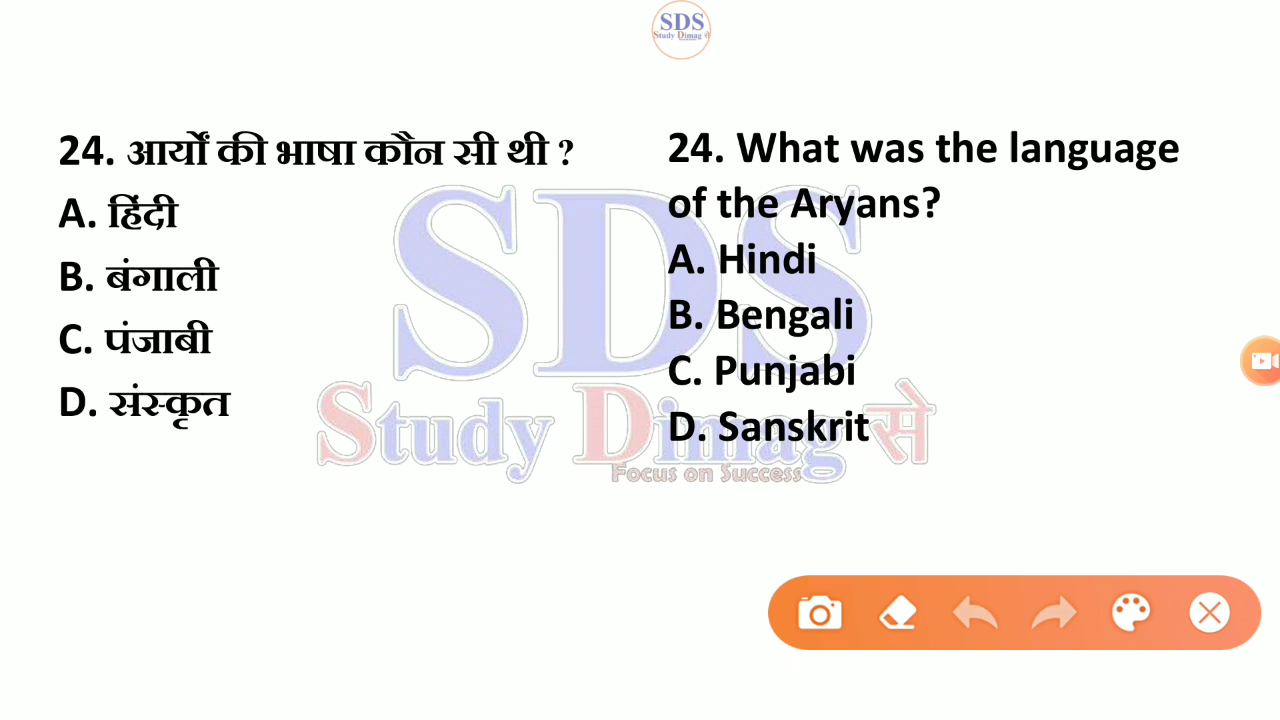 SDS
Study Dimag से
24. आर्यों की भाषा कौन सी थी ?
A. हिंदी
B. बंगाली
C. पंजाबी
D. संस्कृत
24. What was the language
of the Aryans?
A. Hindi
B. Bengali
C. Punjabi
D. Sanskrit
SDS
Study Dimag से
Focus on Success